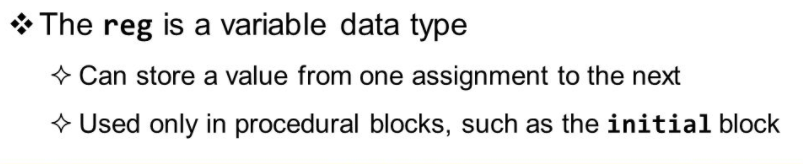 ❖ The reg is a variable data type
✧ Can store a value from one assignment to the next
✧ Used only in procedural blocks, such as the initial block